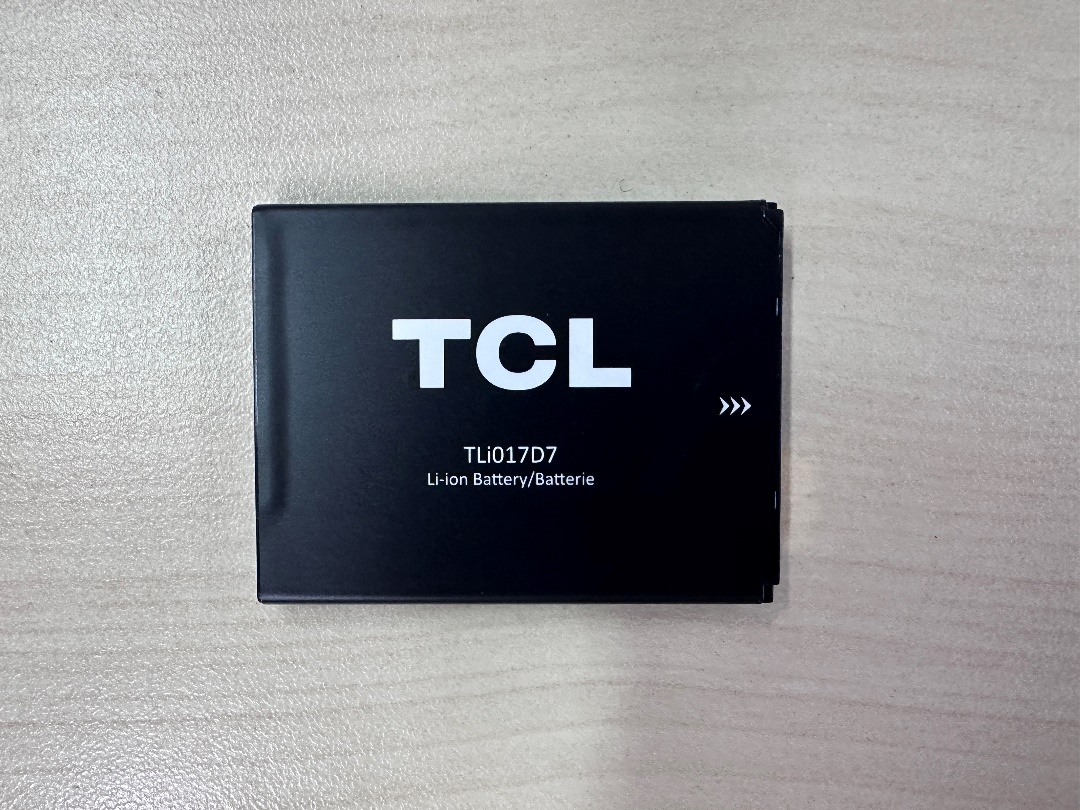 TCL
TLi017D7
Li-ion Battery/Batterie